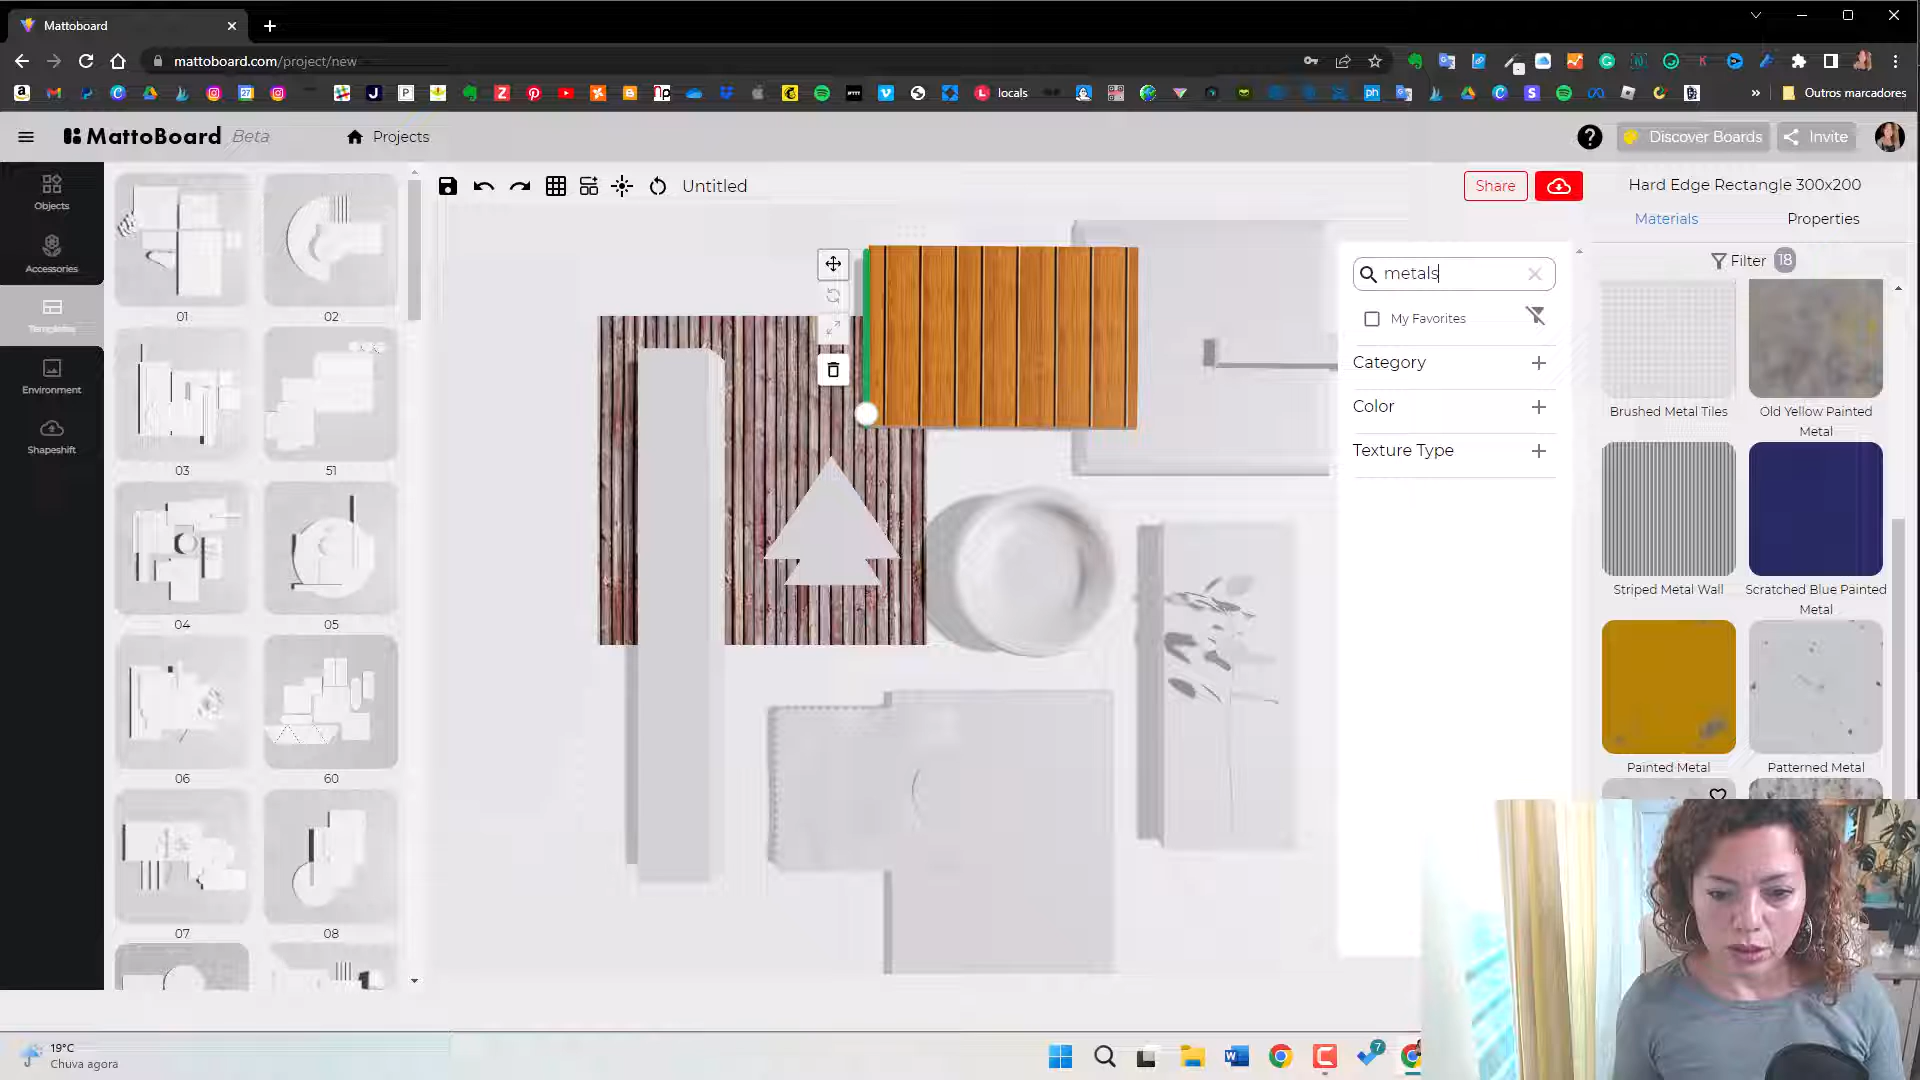 Mattoboard
mattoboard.com/project/new
locals
Outros marcadores
MattoBoard Beta
Projects
Discover Boards
Invite
Objects
Accessories
Templates
Environment
Shapeshift
01
02
03
51
04
05
06
60
07
08
Untitled
Share
metals
My Favorites
Category
Color
Texture Type
Hard Edge Rectangle 300x200
Materials
Properties
Filter 18
Brushed Metal Tiles
Old Yellow Painted
Metal
Striped Metal Wall
Scratched Blue Painted
Metal
Painted Metal
Patterned Metal
19°C
Chuva agora
7